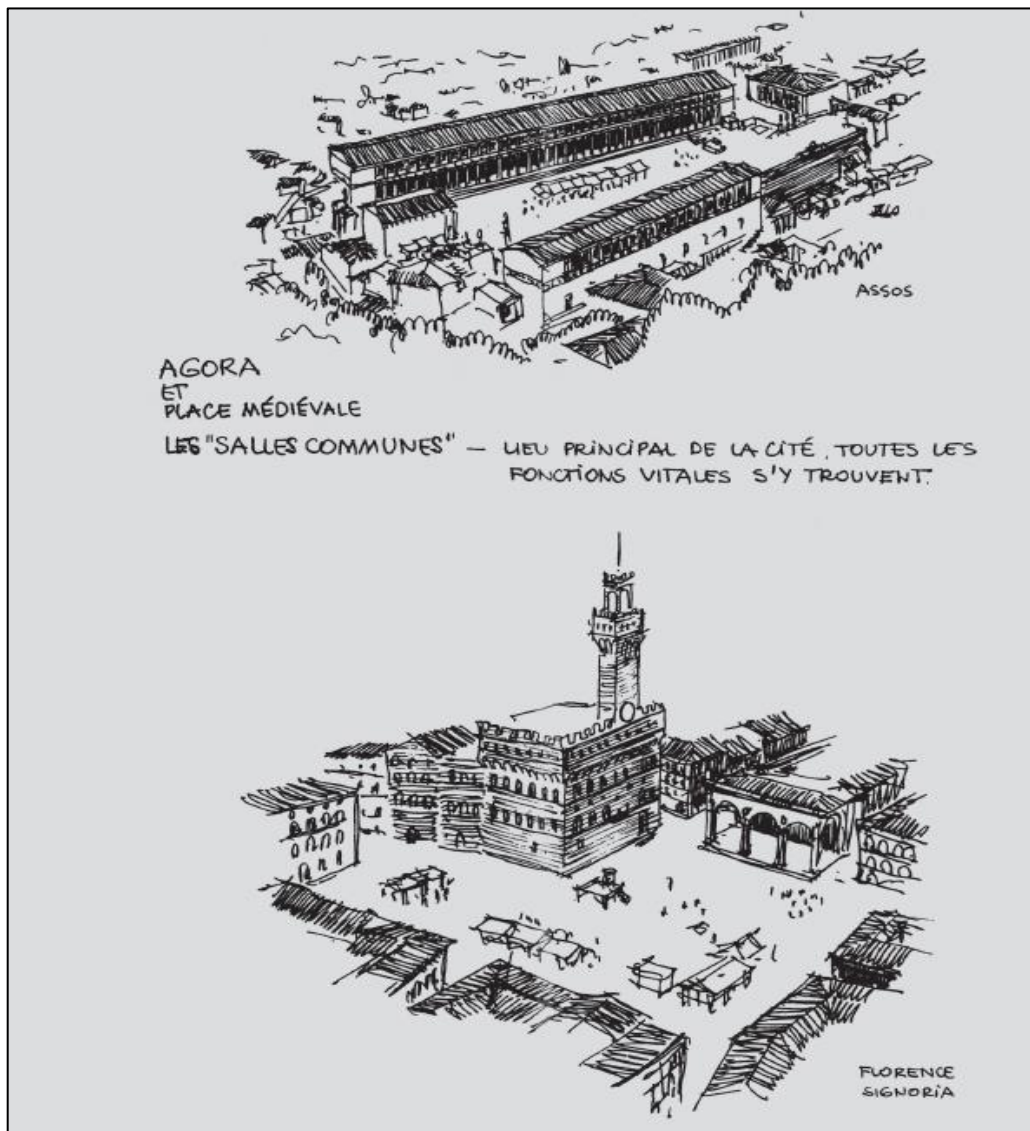 ASSOS
AGORA
ET
PLACE MÉDIÉVALE
LES "SALLES COMMUNES" — LIEU PRINCIPAL DE LA CITÉ, TOUTES LES
FONCTIONS VITALES S'Y TROUVENT.
FLORENCE
SIGNORIA